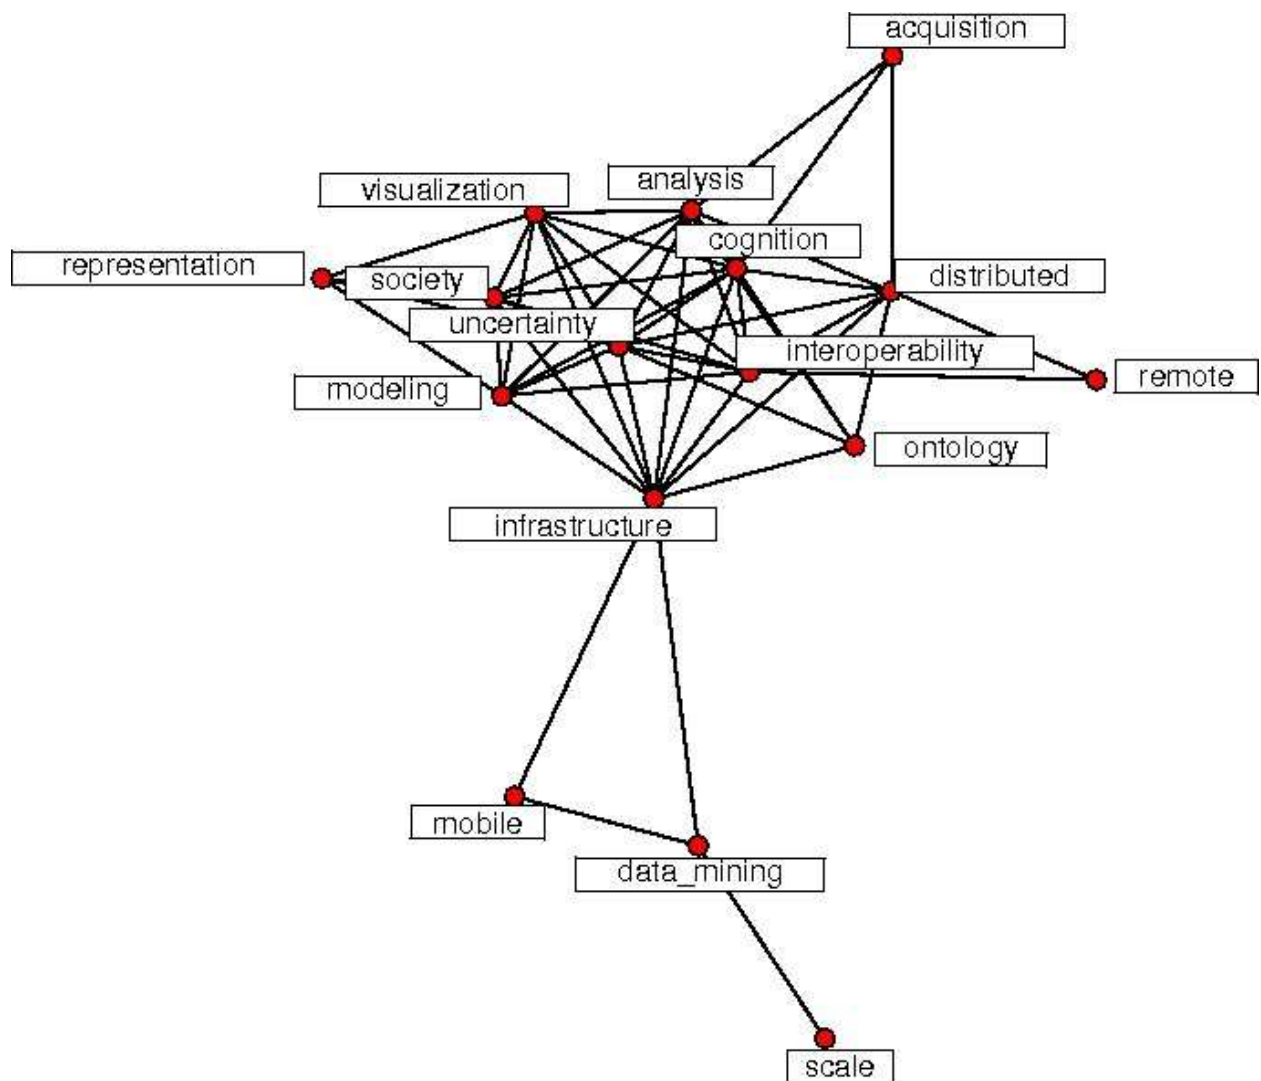 acquisition
visualization
analysis
cognition
representation
society
distributed
uncertainty
interoperability
modeling
remote
ontology
infrastructure
mobile
data_mining
scale